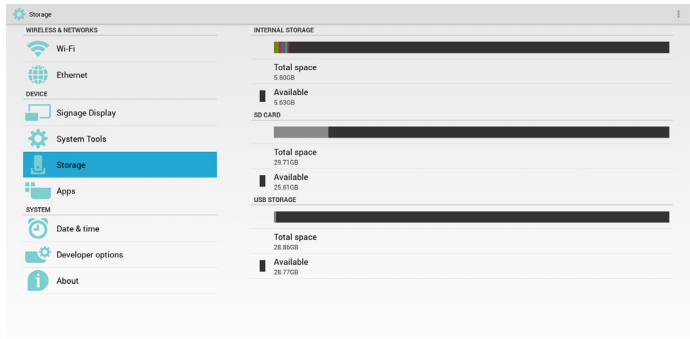 Storage
WIRELESS & NETWORKS
Wi-Fi
Ethernet
DEVICE
Signage Display
System Tools
Storage
Apps
SYSTEM
Date & time
Developer options
About
INTERNAL STORAGE
Total space
5.80GB
Available
5.63GB
SD CARD
Total space
29.71GB
Available
25.61GB
USB STORAGE
Total space
28.86GB
Available
28.77GB